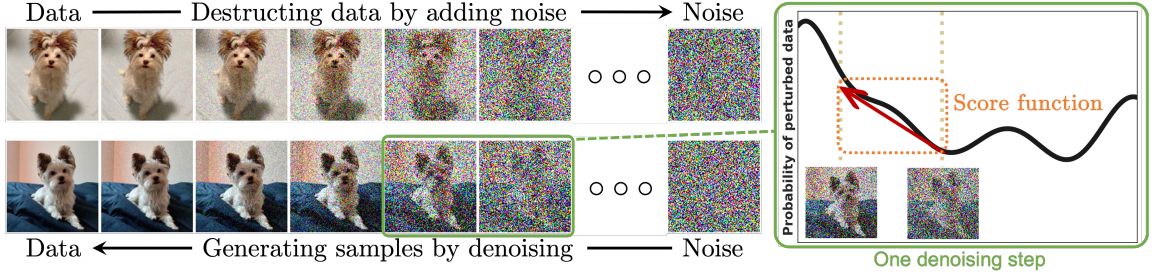 Data
Destructing data by adding noise
Noise
Data
Generating samples by denoising
Noise
Probability of perturbed data
Score function
One denoising step